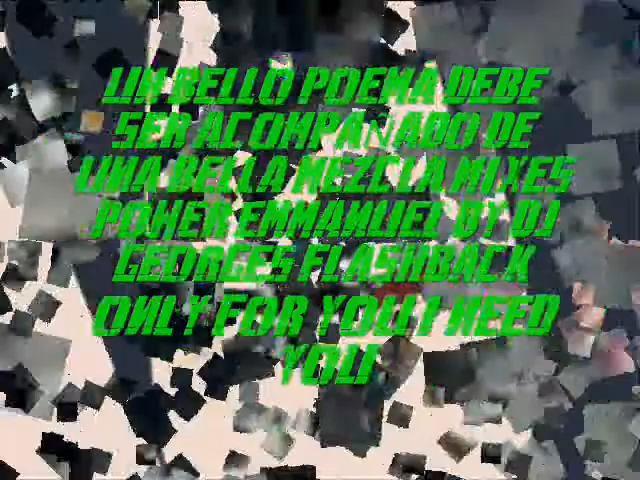 UN BELLO POEMA DEBE
SER ACOMPAÑADO DE
UNA BELLA MEZCLA MIXES
POWER EMMANUEL BY DJ
GEORGES FLASHBACK
ONLY FOR YOU I NEED
YOU